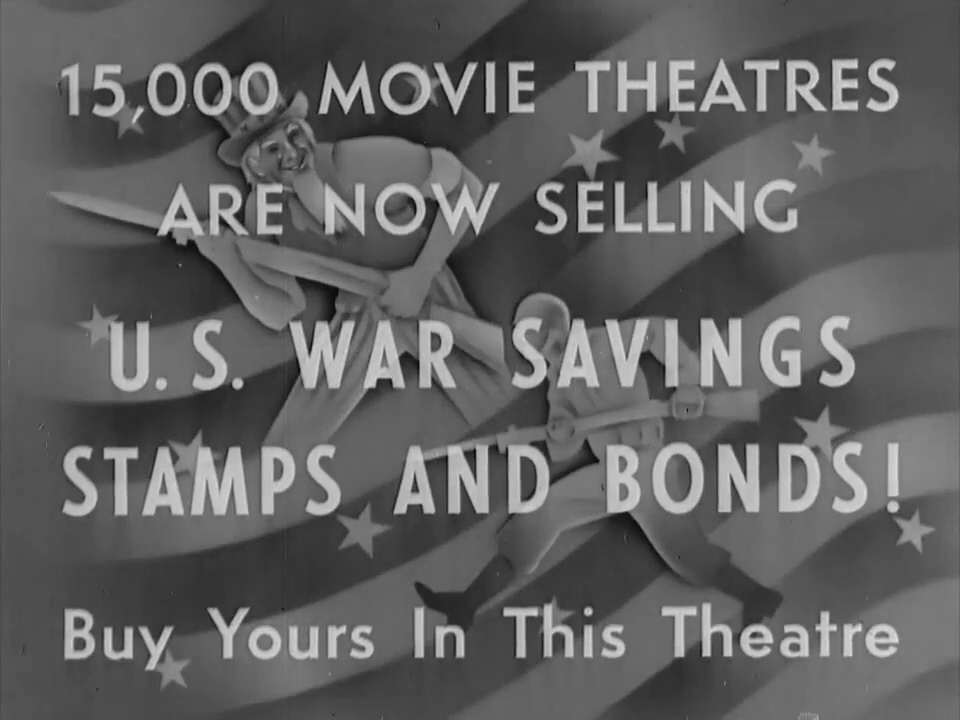 15,000 MOVIE THEATRES
ARE NOW SELLING
U.S. WAR SAVINGS
STAMPS AND BONDS!
Buy Yours In This Theatre